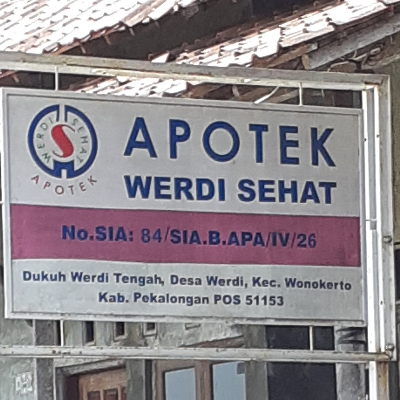 WERDI SEHAT
APOTEK
APOTEK
WERDI SEHAT
No.SIA: 84/SIA.B.APA/IV/26
Dukuh Werdi Tengah, Desa Werdi, Kec. Wonokerto
Kab. Pekalongan POS 51153